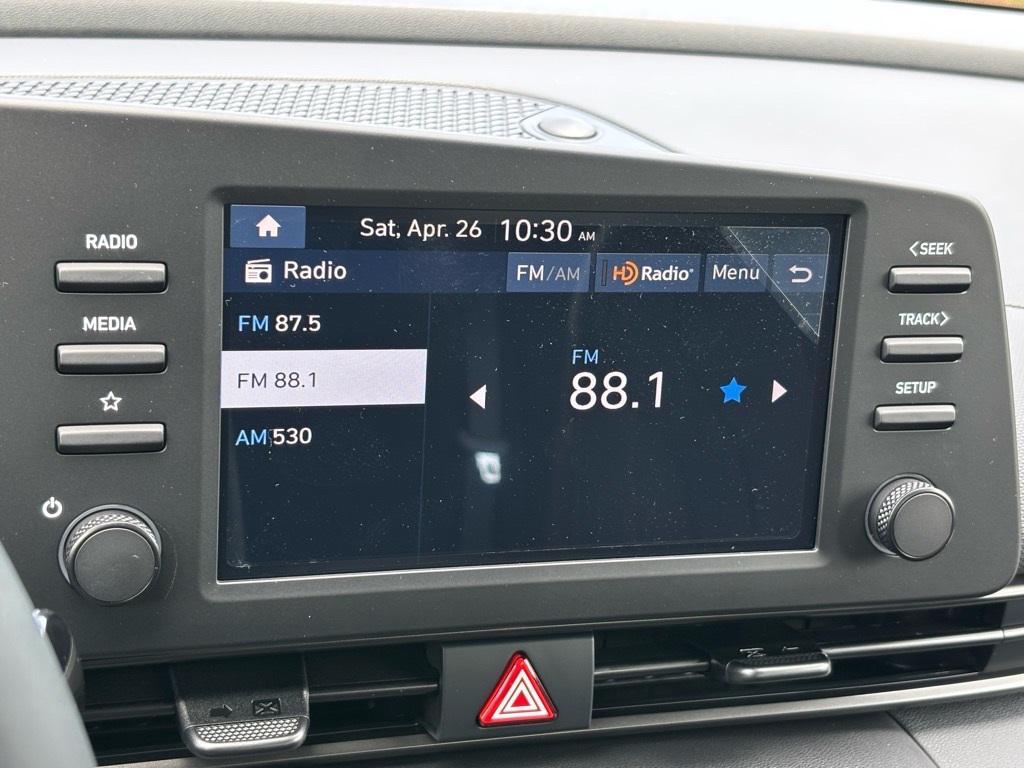 Sat, Apr. 26 10:30 AM
Radio FM/AM HD Radio Menu
FM 87.5
FM 88.1
AM 530
FM
88.1
RADIO
MEDIA
<SEEK
TRACK>
SETUP